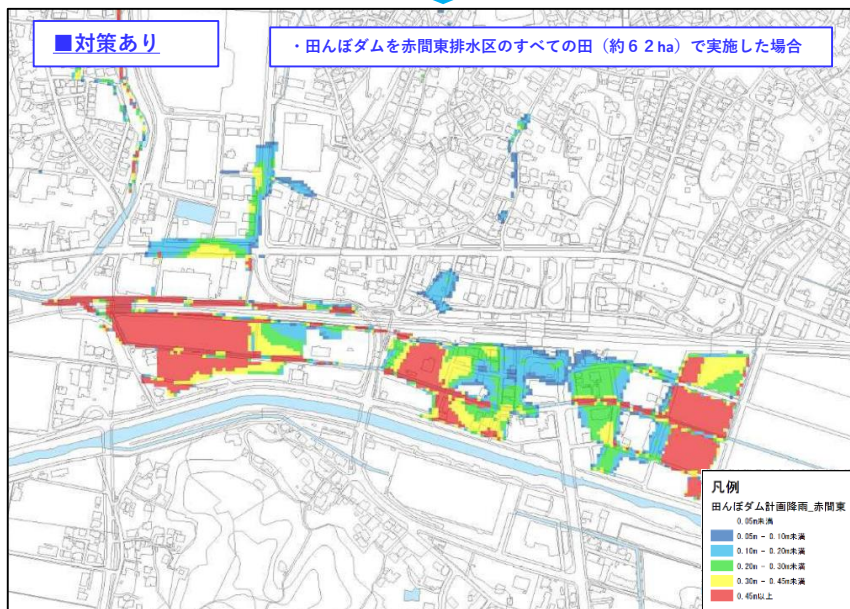 ■対策あり
・田んぼダムを赤間東排水区のすべての田（約６２ha）で実施した場合
凡例
田んぼダム計画降雨_赤間東
0.05m未満
0.05m - 0.10m未満
0.10m - 0.20m未満
0.20m - 0.30m未満
0.30m - 0.45m未満
0.45m以上